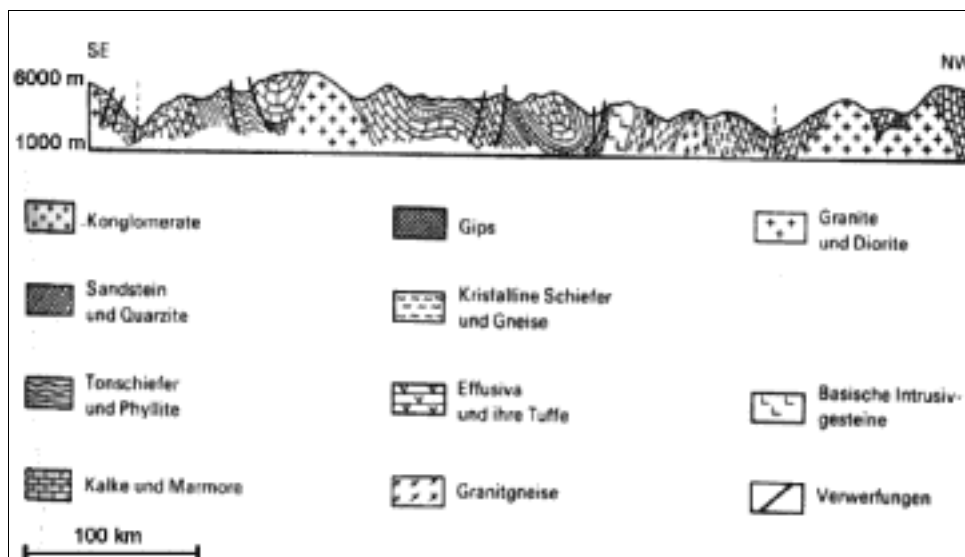 SE
NW
6000 m
1000 m
Konglomerate
Gips
Granite
und Diorite
Sandstein
und Quarzite
Kristalline Schiefer
und Gneise
Tonschiefer
und Phyllite
Effusiva
und ihre Tuffe
Basische Intrusiv-
gesteine
Kalke und Marmore
Granitgneise
Verwerfungen
100 km